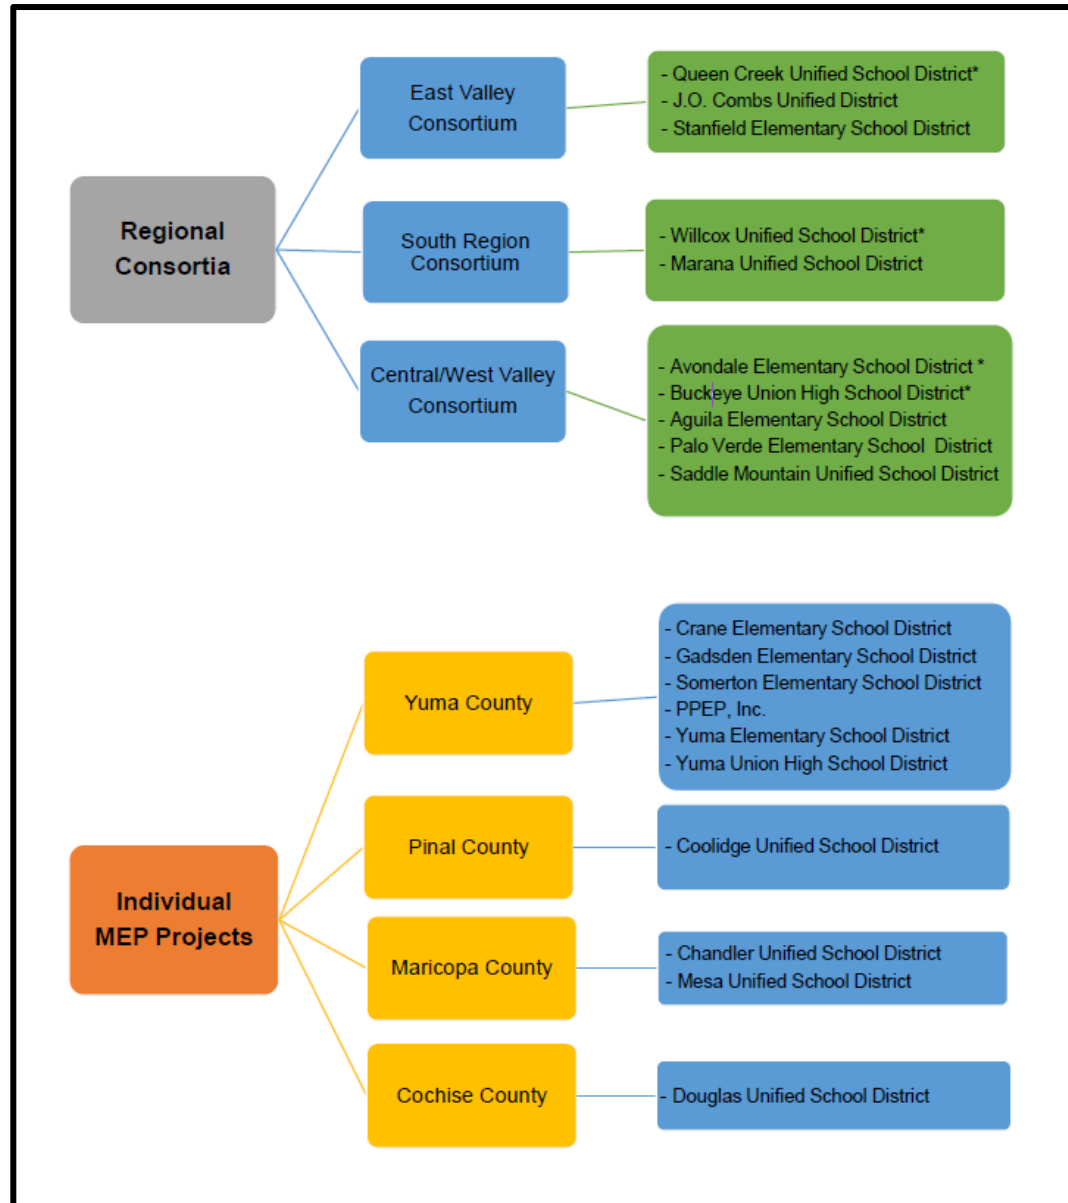 Regional
Consortia
East Valley
Consortium
- Queen Creek Unified School District*
- J.O. Combs Unified District
- Stanfield Elementary School District
South Region
Consortium
- Willcox Unified School District*
- Marana Unified School District
Central/West Valley
Consortium
- Avondale Elementary School District *
- Buckeye Union High School District*
- Aguila Elementary School District
- Palo Verde Elementary School District
- Saddle Mountain Unified School District
Individual
MEP Projects
Yuma County
- Crane Elementary School District
- Gadsden Elementary School District
- Somerton Elementary School District
- PPEP, Inc.
- Yuma Elementary School District
- Yuma Union High School District
Pinal County
- Coolidge Unified School District
Maricopa County
- Chandler Unified School District
- Mesa Unified School District
Cochise County
- Douglas Unified School District